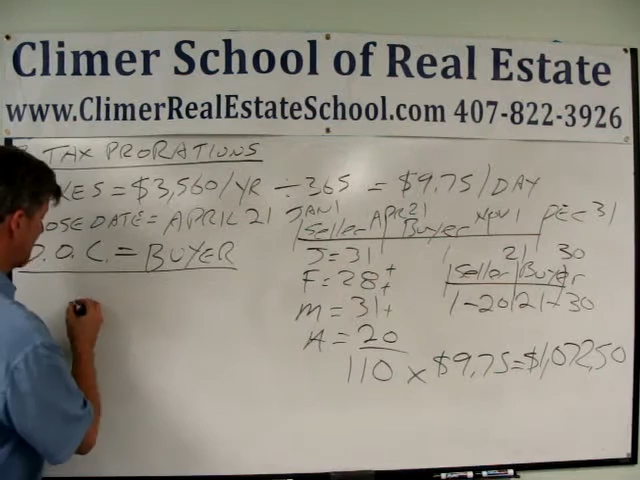 Climer School of Real Estate
www.ClimerRealEstateSchool.com 407-822-3926
TAX PRORATIONS
= $3,560/YR ÷ 365 = $9.75/DAY
DATE = APRIL 21
D.O.C. = BUYER
JAN 1 APR 21 NOV 1 DEC 31
Seller Buyer
J = 31
F = 28 +
M = 31 +
A = 20
110 × $9.75 = $1,072.50
1 21 30
Seller Buyer
1-20 21-30